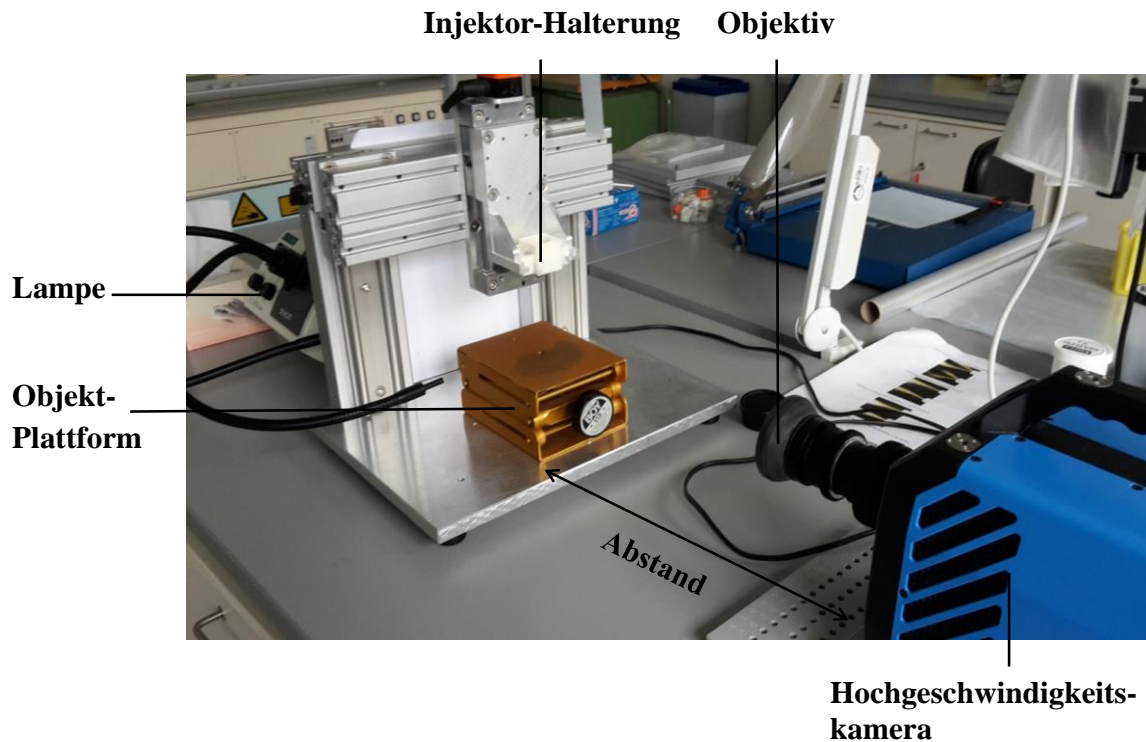 Injektor-Halterung Objektiv
Lampe
Objekt-
Plattform
Abstand
Hochgeschwindigkeits-
kamera